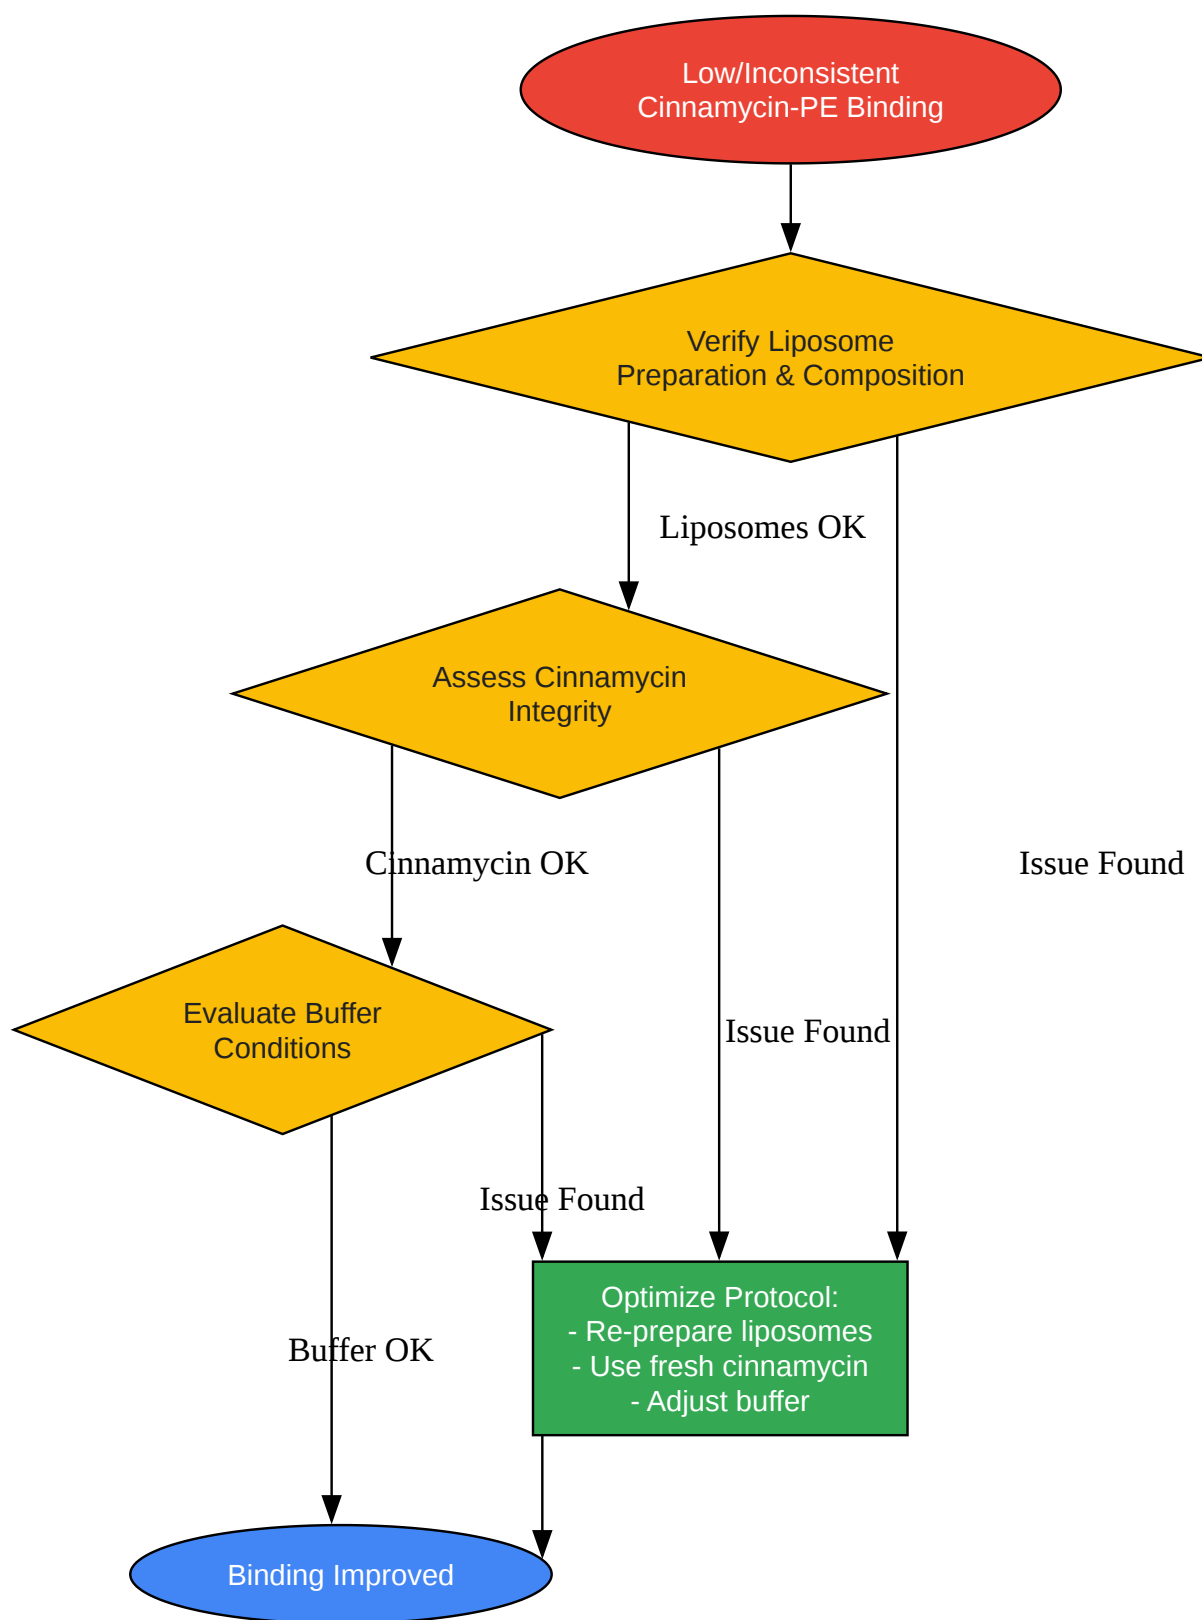 Low/Inconsistent
Cinnamycin-PE Binding
Verify Liposome
Preparation & Composition
Liposomes OK
Assess Cinnamycin
Integrity
Cinnamycin OK
Issue Found
Evaluate Buffer
Conditions
Issue Found
Issue Found
Optimize Protocol:
- Re-prepare liposomes
- Use fresh cinnamycin
- Adjust buffer
Buffer OK
Binding Improved